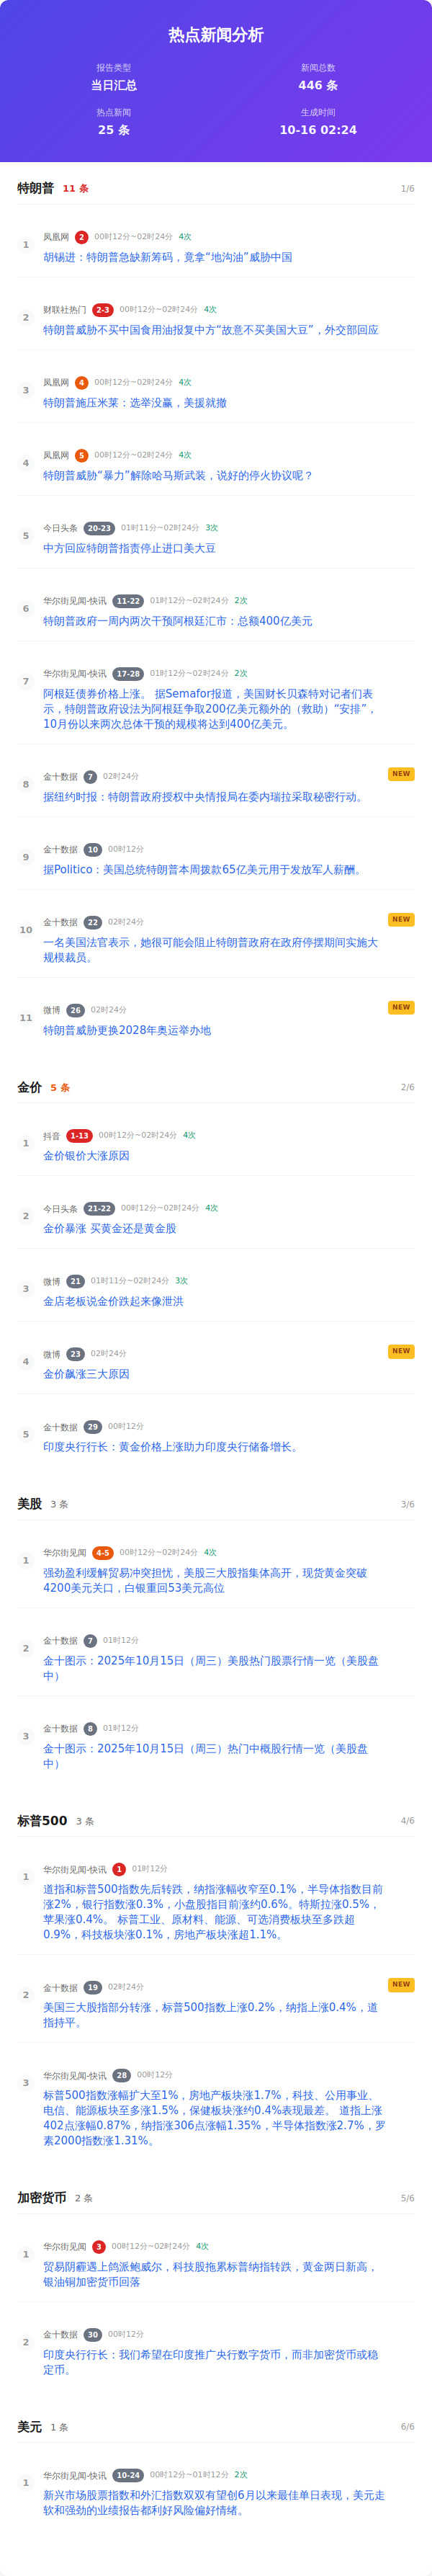 热点新闻分析
报告类型
新闻总数
当日汇总
446 条
热点新闻
生成时间
25 条
10-16 02:24
特朗普 11 条 1/6
1
凤凰网 2 00时12分~02时24分 4次
胡锡进：特朗普急缺新筹码，竟拿“地沟油”威胁中国
2
财联社热门 2-3 00时12分~02时24分 4次
特朗普威胁不买中国食用油报复中方“故意不买美国大豆”，外交部回应
3
凤凰网 4 00时12分~02时24分 4次
特朗普施压米莱：选举没赢，美援就撤
4
凤凰网 5 00时12分~02时24分 4次
特朗普威胁“暴力”解除哈马斯武装，说好的停火协议呢？
5
今日头条 20-23 01时11分~02时24分 3次
中方回应特朗普指责停止进口美大豆
6
华尔街见闻-快讯 11-22 01时12分~02时24分 2次
特朗普政府一周内两次干预阿根廷汇市：总额400亿美元
7
华尔街见闻-快讯 17-28 01时12分~02时24分 2次
阿根廷债券价格上涨。 据Semafor报道，美国财长贝森特对记者们表
示，特朗普政府设法为阿根廷争取200亿美元额外的（救助）“安排”，
10月份以来两次总体干预的规模将达到400亿美元。
8
金十数据 7 02时24分 NEW
据纽约时报：特朗普政府授权中央情报局在委内瑞拉采取秘密行动。
9
金十数据 10 00时12分
据Politico：美国总统特朗普本周拨款65亿美元用于发放军人薪酬。
10
金十数据 22 02时24分 NEW
一名美国法官表示，她很可能会阻止特朗普政府在政府停摆期间实施大
规模裁员。
11
微博 26 02时24分 NEW
特朗普威胁更换2028年奥运举办地
金价 5 条 2/6
1
抖音 1-13 00时12分~02时24分 4次
金价银价大涨原因
2
今日头条 21-22 00时12分~02时24分 4次
金价暴涨 买黄金还是黄金股
3
微博 21 01时11分~02时24分 3次
金店老板说金价跌起来像泄洪
4
微博 23 02时24分 NEW
金价飙涨三大原因
5
金十数据 29 00时12分
印度央行行长：黄金价格上涨助力印度央行储备增长。
美股 3 条 3/6
1
华尔街见闻 4-5 00时12分~02时24分 4次
强劲盈利缓解贸易冲突担忧，美股三大股指集体高开，现货黄金突破
4200美元关口，白银重回53美元高位
2
金十数据 7 01时12分
金十图示：2025年10月15日（周三）美股热门股票行情一览（美股盘
中）
3
金十数据 8 01时12分
金十图示：2025年10月15日（周三）热门中概股行情一览（美股盘
中）
标普500 3 条 4/6
1
华尔街见闻-快讯 1 01时12分
道指和标普500指数先后转跌，纳指涨幅收窄至0.1%，半导体指数目前
涨2%，银行指数涨0.3%，小盘股指目前涨约0.6%。特斯拉涨0.5%，
苹果涨0.4%。 标普工业、原材料、能源、可选消费板块至多跌超
0.9%，科技板块涨0.1%，房地产板块涨超1.1%。
2
金十数据 19 02时24分 NEW
美国三大股指部分转涨，标普500指数上涨0.2%，纳指上涨0.4%，道
指持平。
3
华尔街见闻-快讯 28 00时12分
标普500指数涨幅扩大至1%，房地产板块涨1.7%，科技、公用事业、
电信、能源板块至多涨1.5%，保健板块涨约0.4%表现最差。 道指上涨
402点涨幅0.87%，纳指涨306点涨幅1.35%，半导体指数涨2.7%，罗
素2000指数涨1.31%。
加密货币 2 条 5/6
1
华尔街见闻 3 00时12分~02时24分 4次
贸易阴霾遇上鸽派鲍威尔，科技股拖累标普纳指转跌，黄金两日新高，
银油铜加密货币回落
2
金十数据 30 00时12分
印度央行行长：我们希望在印度推广央行数字货币，而非加密货币或稳
定币。
美元 1 条 6/6
1
华尔街见闻-快讯 10-24 00时12分~01时12分 2次
新兴市场股票指数和外汇指数双双有望创6月以来最佳单日表现，美元走
软和强劲的业绩报告都利好风险偏好情绪。